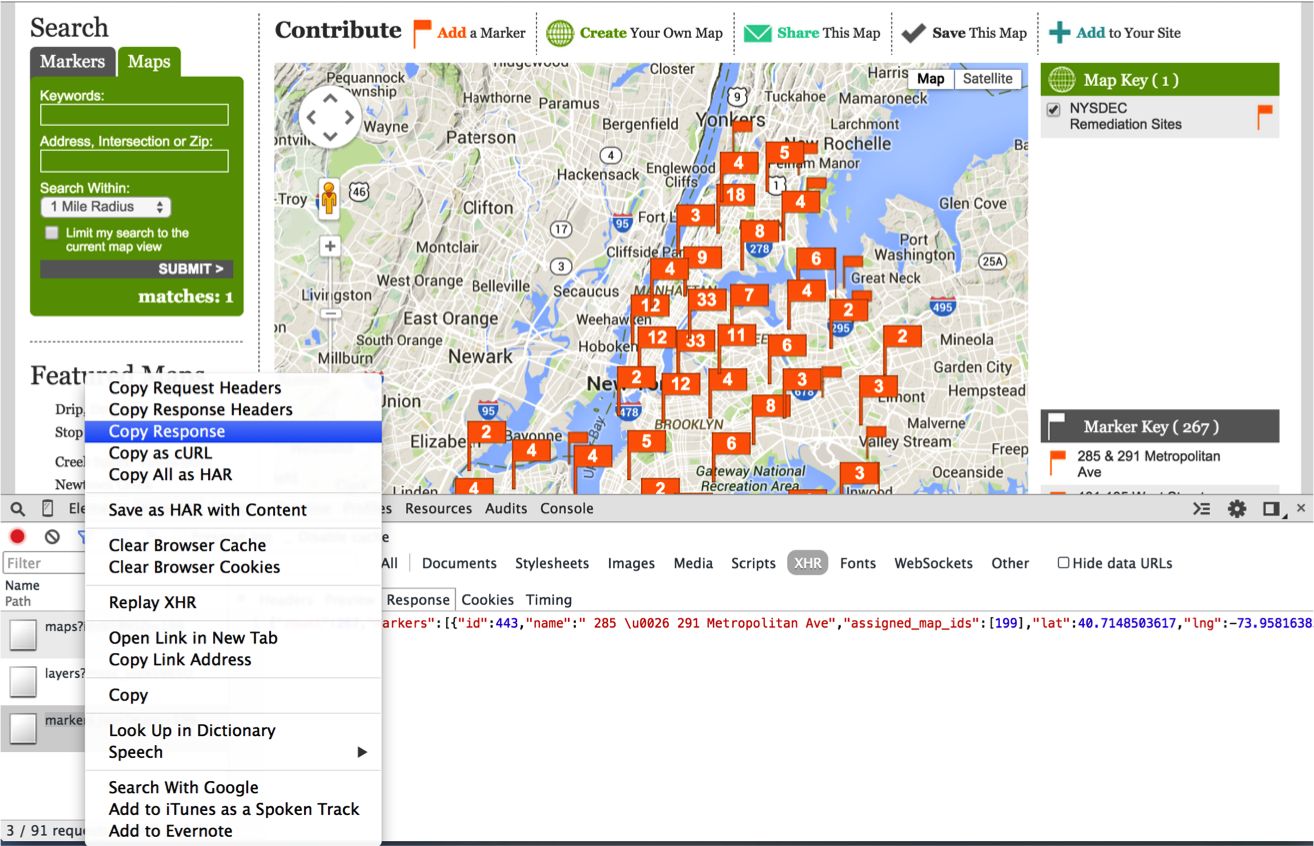 Search
Markers
Maps
Keywords:
Address, Intersection or Zip:
Search Within:
1 Mile Radius
Limit my search to the
current map view
SUBMIT >
matches: 1
Featured Maps
Drip,
Stop
Creek
Newt
Contribute
Add a Marker
Create Your Own Map
Share This Map
Save This Map
Add to Your Site
Map
Satellite
Ridgewood
Closter
Harris
Pequannock
Township
Hawthorne
Paramus
9
Tuckahoe
Mamaroneck
Wayne
Bergenfield
Yonkers
Larchmont
Paterson
4
New Rochelle
5
Pelham Manor
Englewood
Cliffs
4
Hackensack
1
Troy
46
18
4
Glen Cove
Clifton
Fort L
3
95
17
8
278
Port
Washington
Montclair
Cliffside Par
9
6
25A
3
4
West Orange
Belleville
Great Neck
Livingston
Secaucus
MANHATTAN
12
33
7
4
2
495
East Orange
Weehawken
295
South Orange
Hoboken
12
33
11
6
2
Mineola
Millburn
Newark
Garden City
New York
2
12
4
3
678
3
Hempstead
Elmont
Union
95
478
8
BROOKLYN
Malverne
Elizabet
2
Bayonne
4
4
5
6
Valley Stream
Freep
Gateway National
Recreation Area
3
Oceanside
Linden
4
2
Inwood
Map Key ( 1 )
NYSDEC
Remediation Sites
Marker Key ( 267 )
285 & 291 Metropolitan
Ave
Copy Request Headers
Copy Response Headers
Copy Response
Copy as cURL
Copy All as HAR
Save as HAR with Content
Clear Browser Cache
Clear Browser Cookies
Replay XHR
Open Link in New Tab
Copy Link Address
Copy
Look Up in Dictionary
Speech
Search With Google
Add to iTunes as a Spoken Track
Add to Evernote
Ele
Profiles
Resources
Audits
Console
Filter
All
Documents
Stylesheets
Images
Media
Scripts
XHR
Fonts
WebSockets
Other
Hide data URLs
Name
Path
Headers
Preview
Response
Cookies
Timing
maps?i
layers?
marker
markers":[{"id":443,"name":" 285 \u0026 291 Metropolitan Ave","assigned_map_ids":[199],"lat":40.7148503617,"lng":-73.9581638
3 / 91 reque